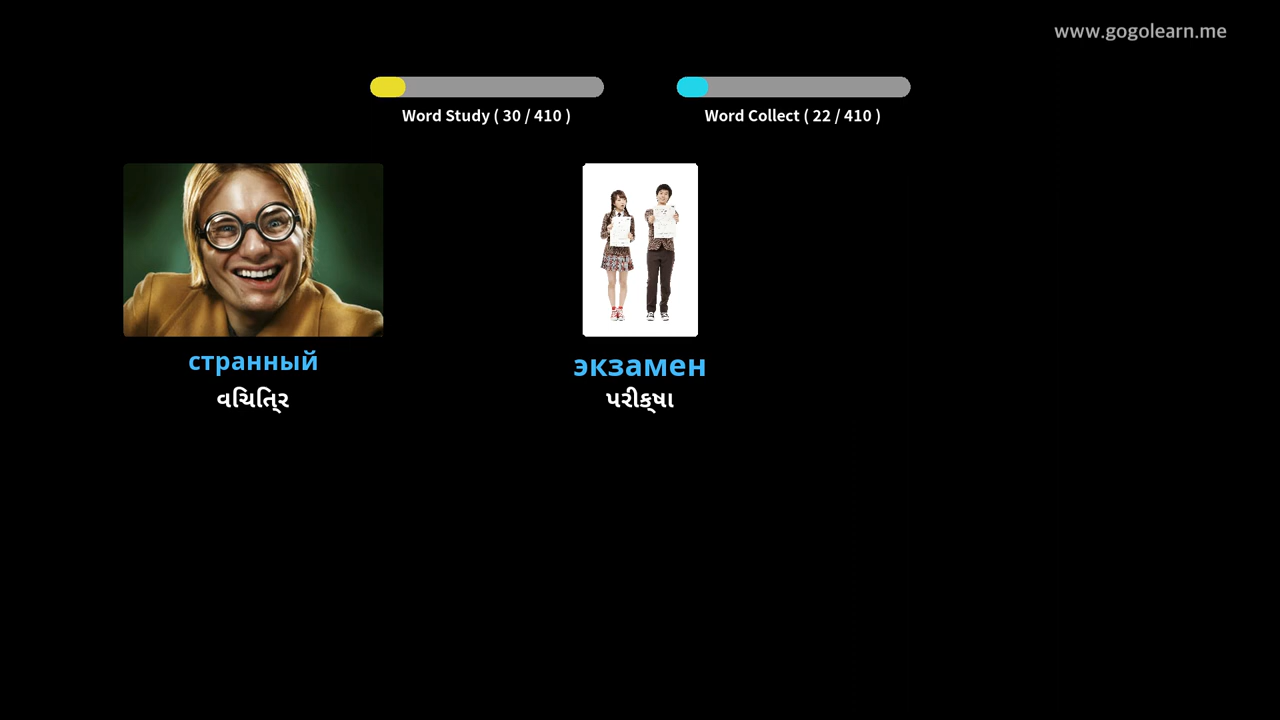 www.gogolearn.me
Word Study ( 30 / 410 )
Word Collect ( 22 / 410 )
странный
વિચિત્ર
экзамен
પરીક્ષા